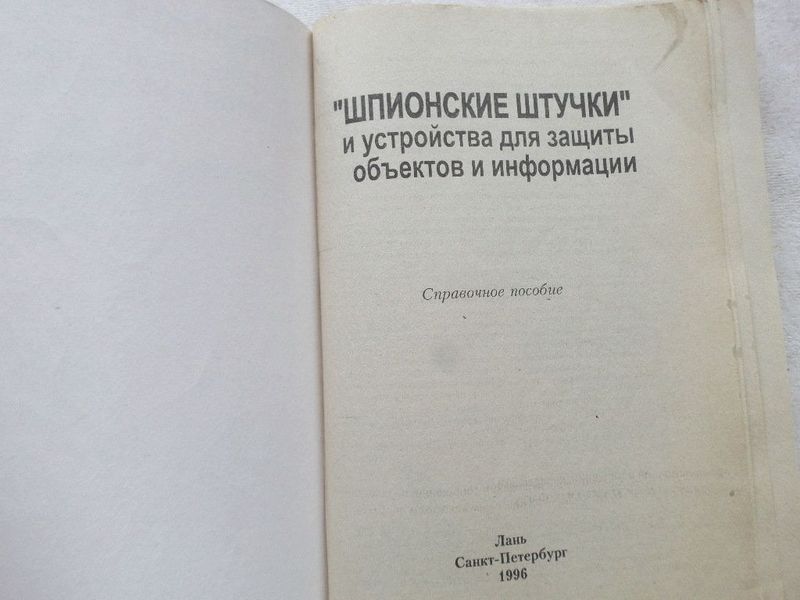 "ШПИОНСКИЕ ШТУЧКИ"
и устройства для защиты
объектов и информации
Справочное пособие
Лань
Санкт-Петербург
1996